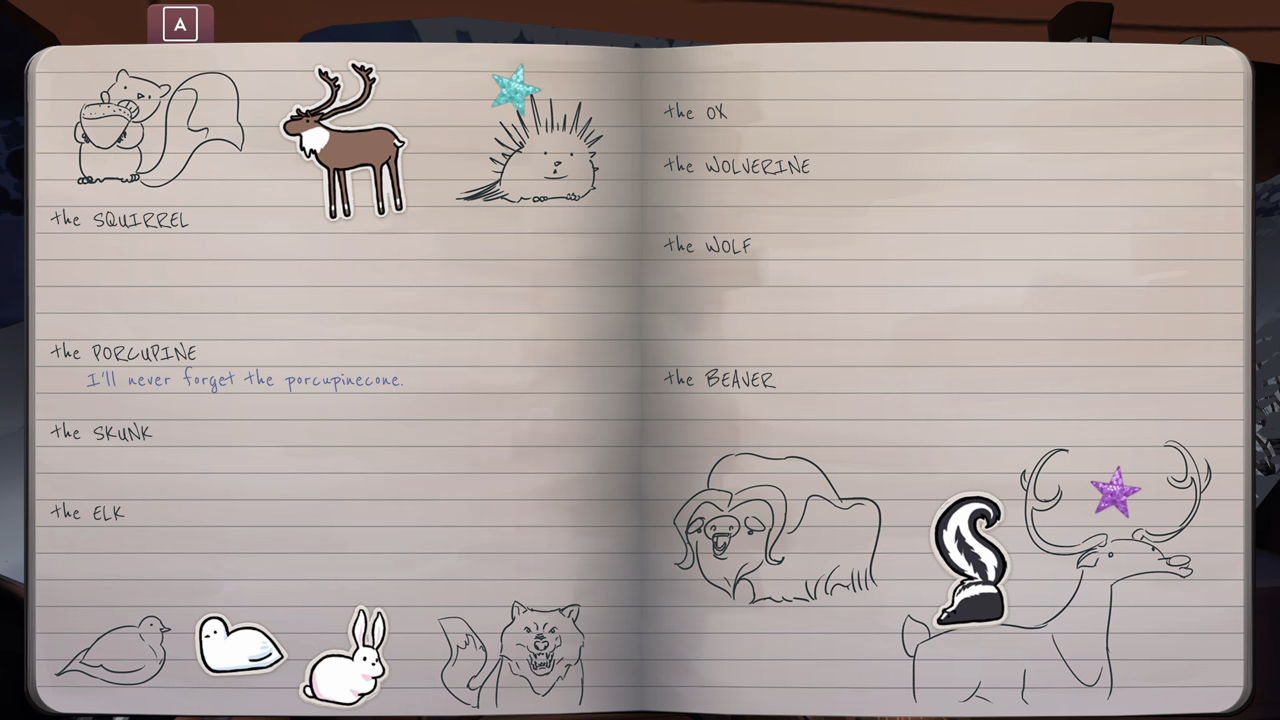 A
the SQUIRREL
the PORCUPINE
I'll never forget the porcupinecone.
the SKUNK
the ELK
the OX
the WOLVERINE
the WOLF
the BEAVER